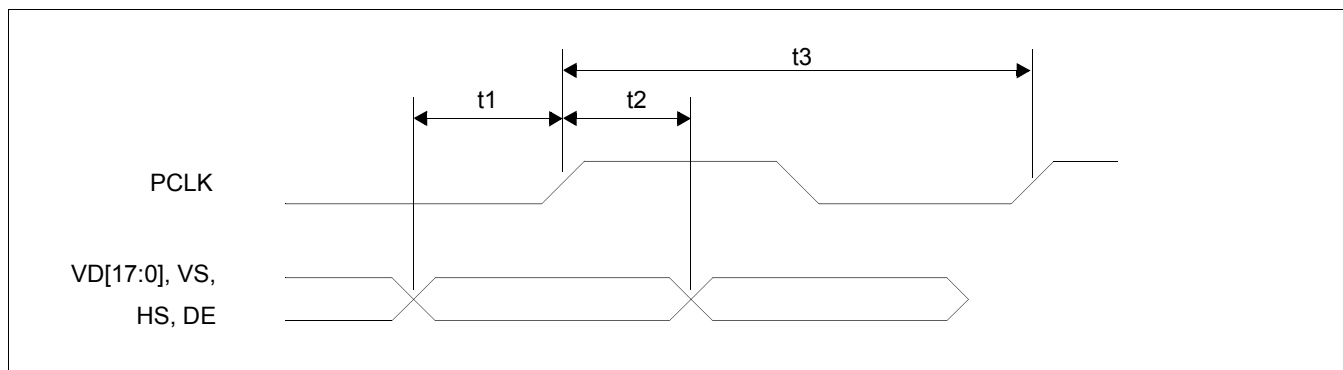 t3
t1
t2
PCLK
VD[17:0], VS,
HS, DE